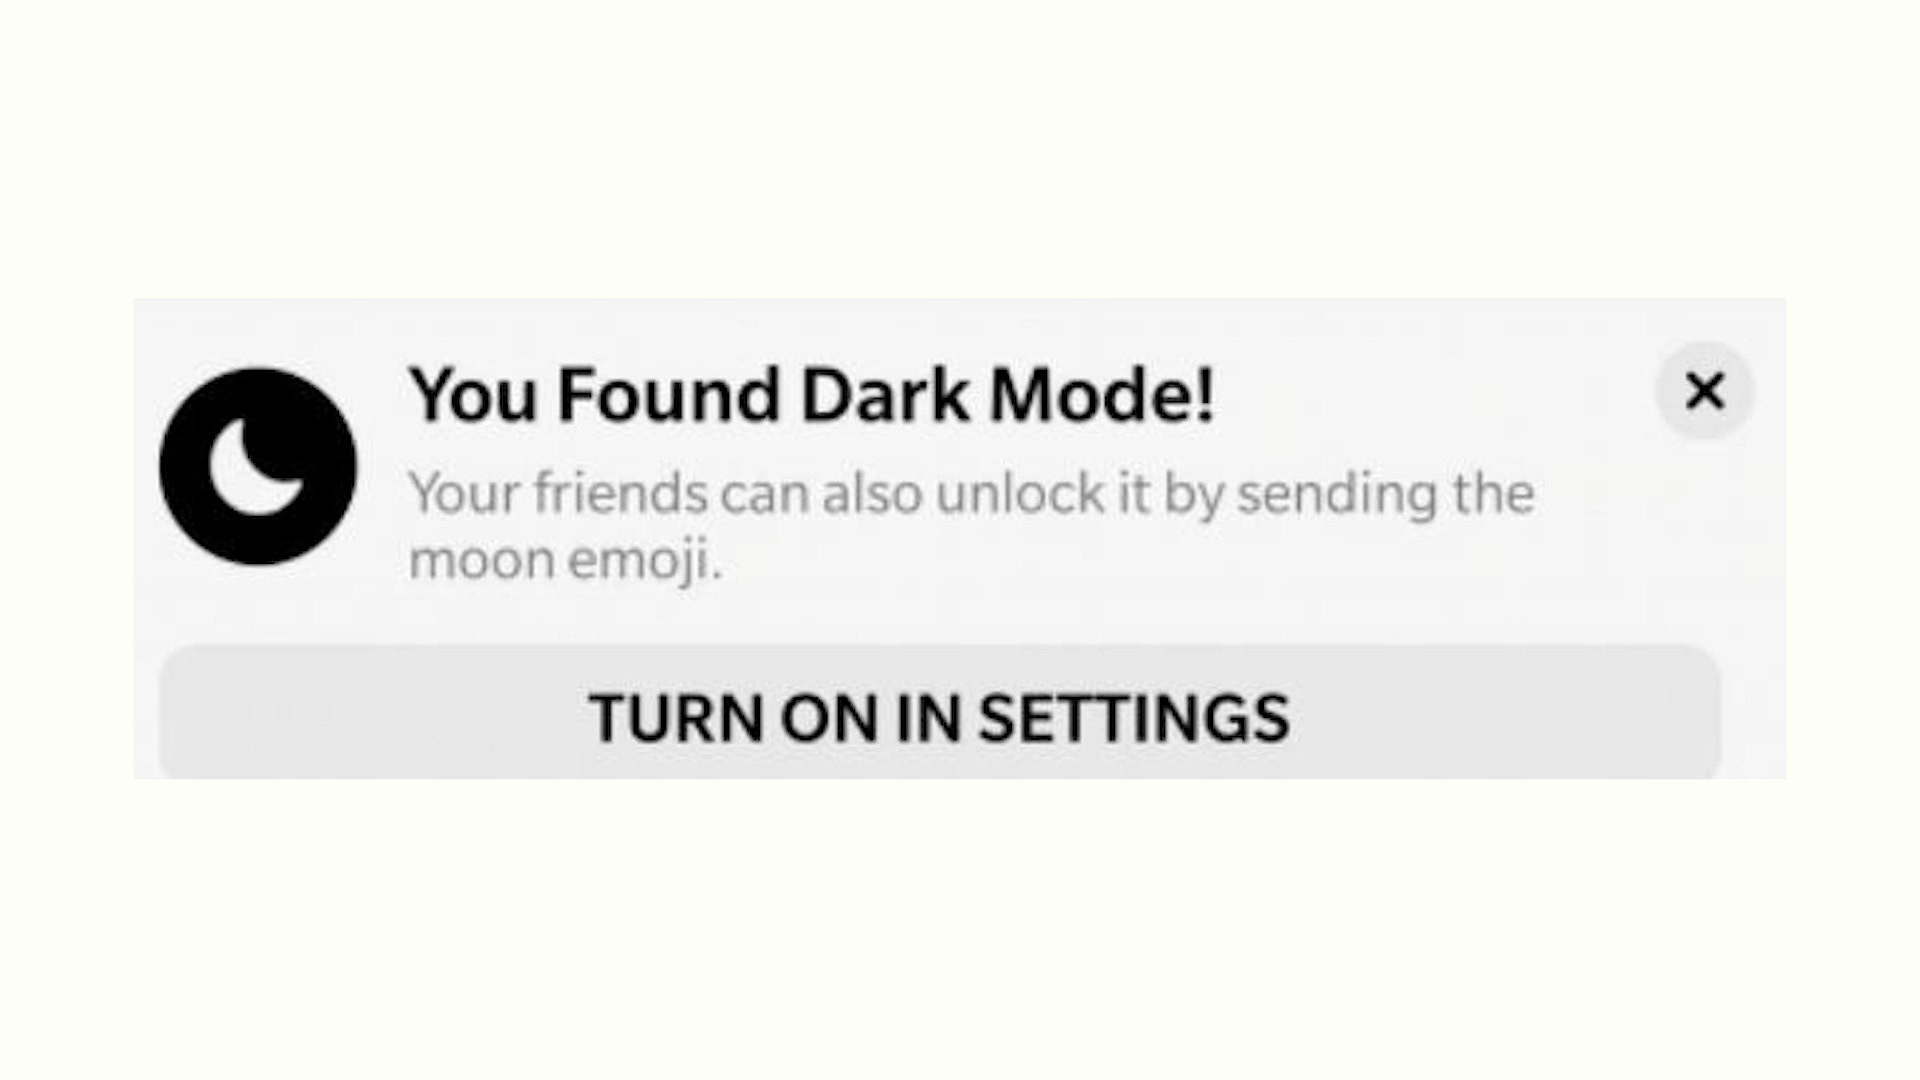 You Found Dark Mode!
Your friends can also unlock it by sending the
moon emoji.
TURN ON IN SETTINGS